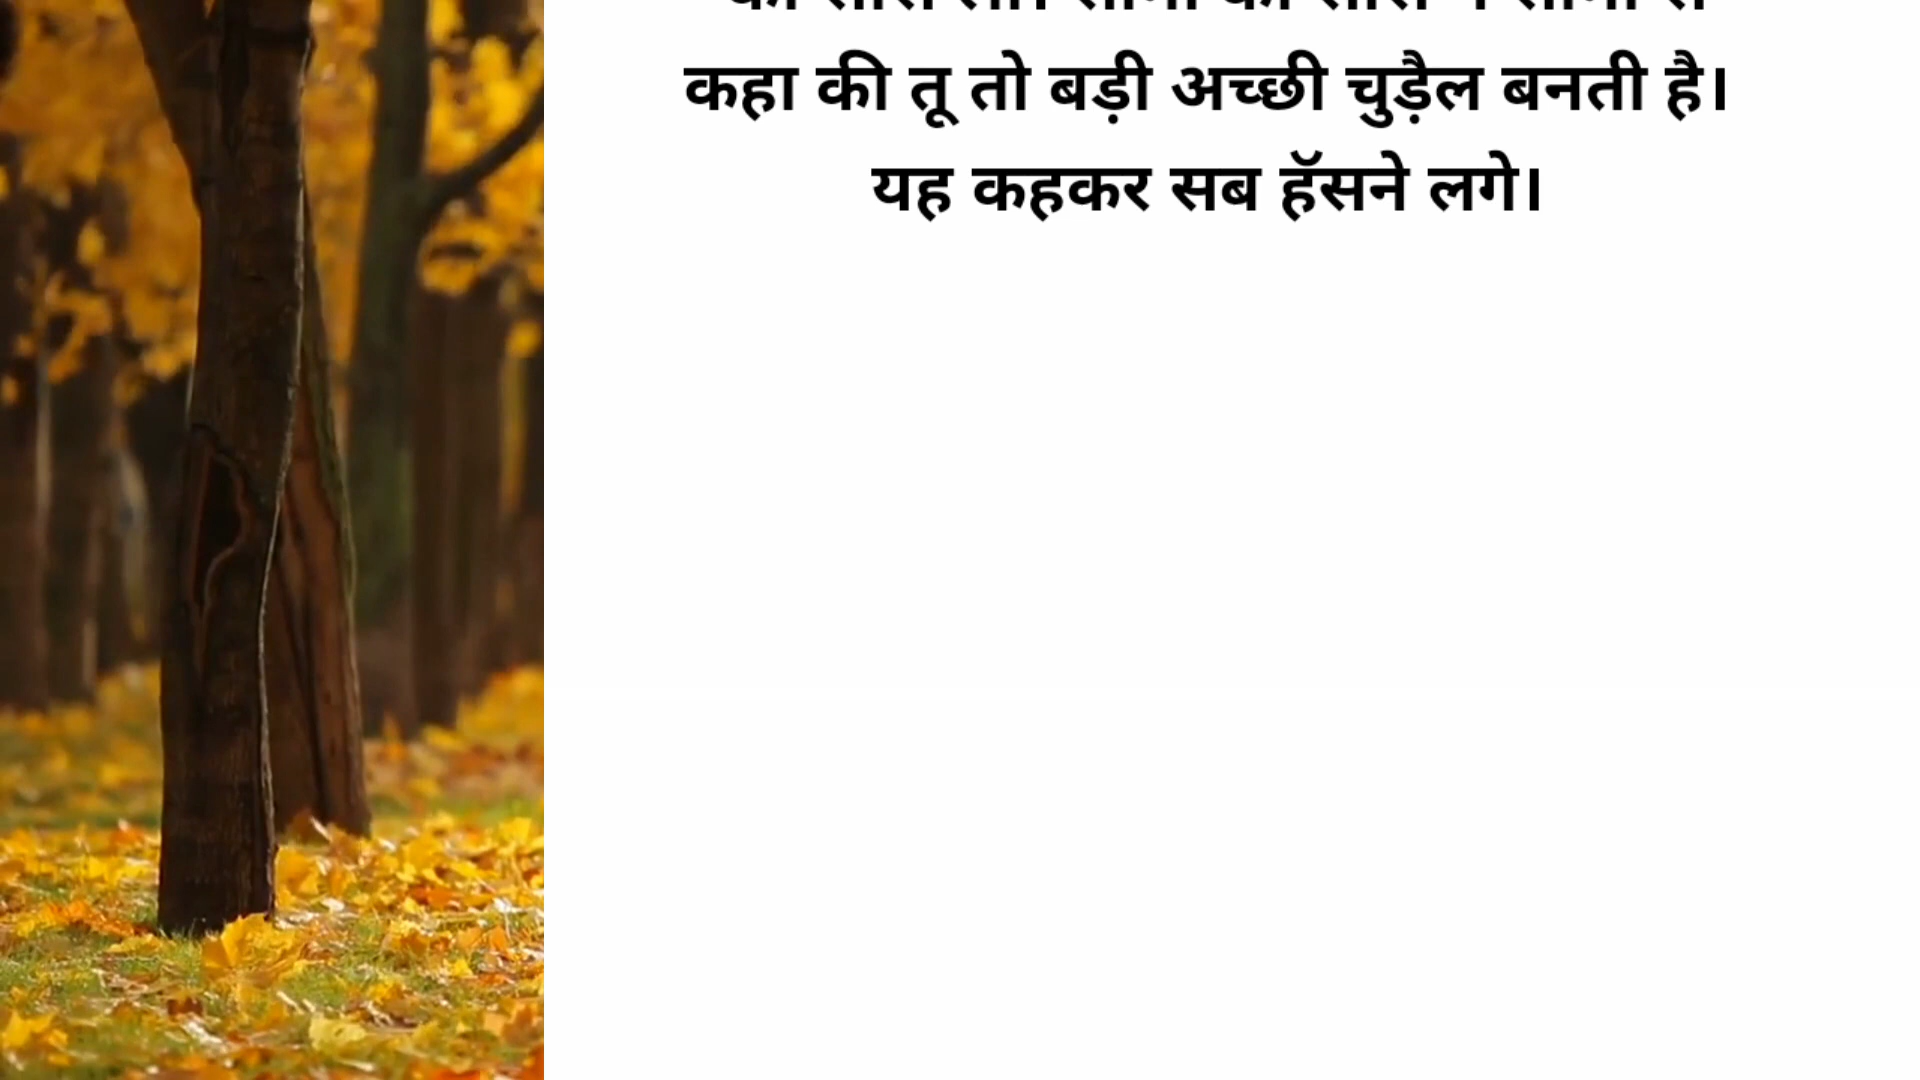 कहा की तू तो बड़ी अच्छी चुड़ैल बनती है।
यह कहकर सब हॅसने लगे।